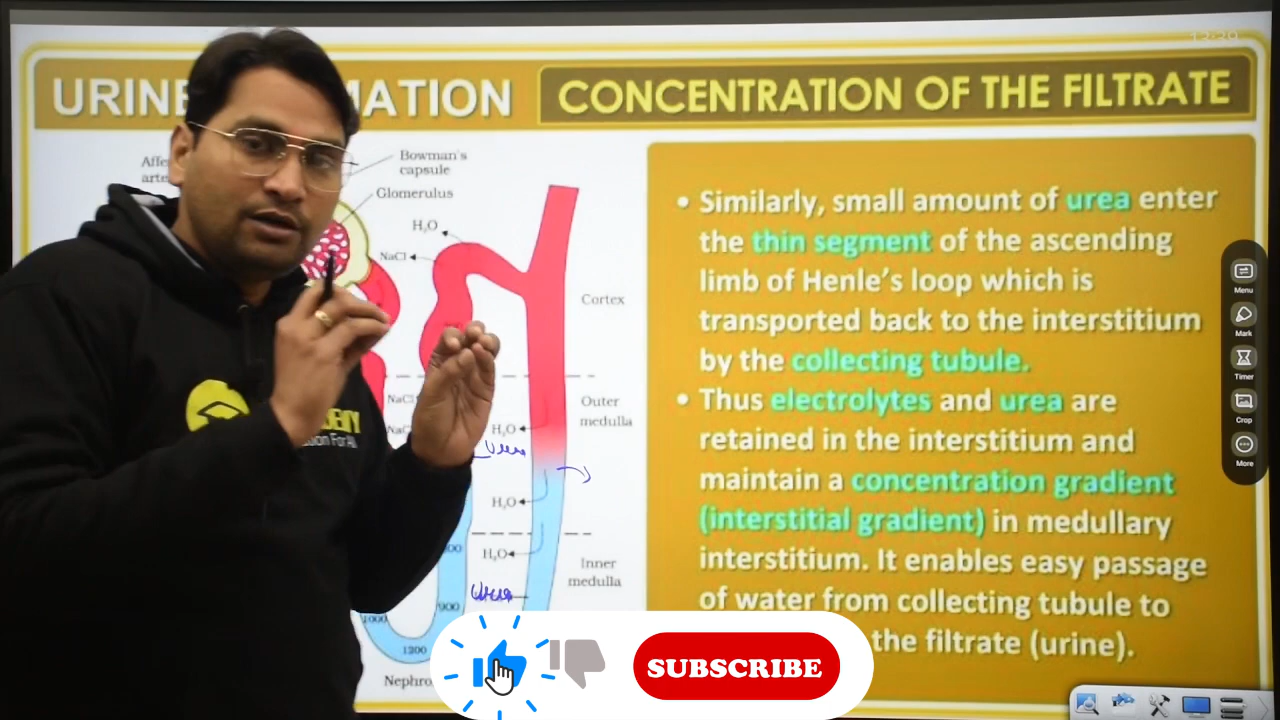 12:20
CONCENTRATION OF THE FILTRATE
Bowman's
capsule
Glomerulus
H₂O
NaCl
Cortex
Outer
medulla
NaCl
H₂O
H₂O
H₂O
Urea
Inner
medulla
900
1000
1200
• Similarly, small amount of urea enter
the thin segment of the ascending
limb of Henle's loop which is
transported back to the interstitium
by the collecting tubule.
• Thus electrolytes and urea are
retained in the interstitium and
maintain a concentration gradient
(interstitial gradient) in medullary
interstitium. It enables easy passage
of water from collecting tubule to
the filtrate (urine).
Menu
Mark
Timer
Crop
More
SUBSCRIBE